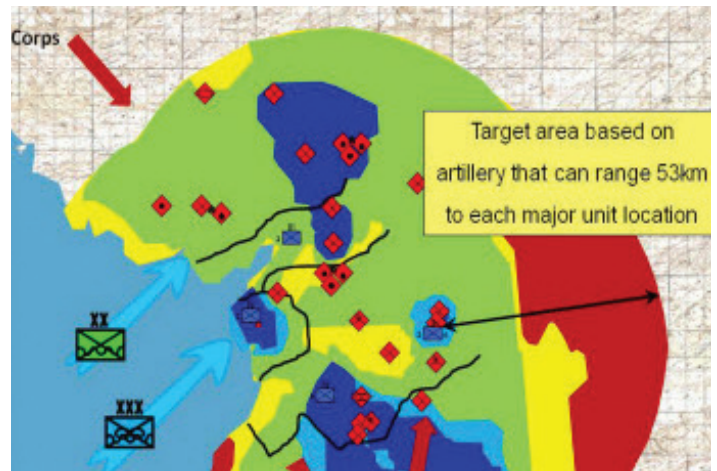 Corps
Target area based on
artillery that can range 53km
to each major unit location
XX
XXX